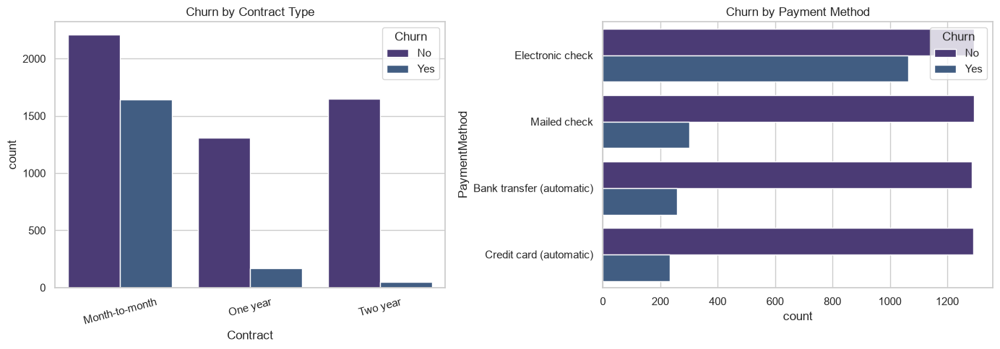 Churn by Contract Type
count
2000
1500
1000
500
0
Churn
No
Yes
Month-to-month
One year
Two year
Contract
Churn by Payment Method
PaymentMethod
Electronic check
Mailed check
Bank transfer (automatic)
Credit card (automatic)
Churn
No
Yes
0 200 400 600 800 1000 1200
count